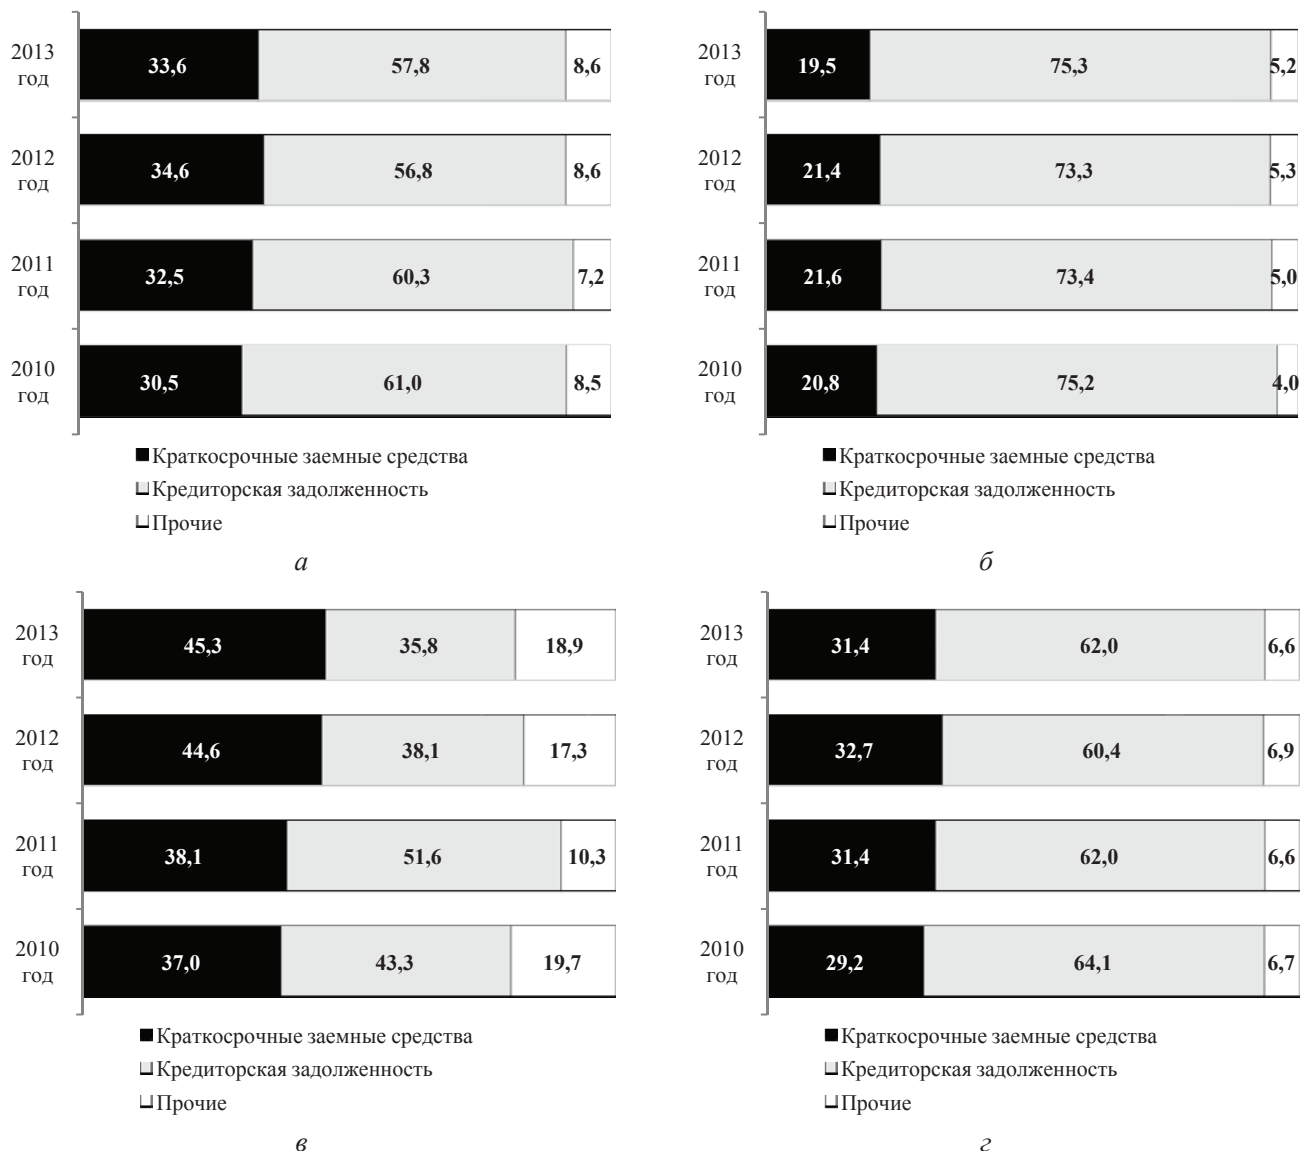 2013
год
33,6
57,8
8,6
2012
год
34,6
56,8
8,6
2011
год
32,5
60,3
7,2
2010
год
30,5
61,0
8,5
Краткосрочные заемные средства
Кредиторская задолженность
Прочие
а
2013
год
19,5
75,3
5,2
2012
год
21,4
73,3
5,3
2011
год
21,6
73,4
5,0
2010
год
20,8
75,2
4,0
Краткосрочные заемные средства
Кредиторская задолженность
Прочие
б
2013
год
45,3
35,8
18,9
2012
год
44,6
38,1
17,3
2011
год
38,1
51,6
10,3
2010
год
37,0
43,3
19,7
Краткосрочные заемные средства
Кредиторская задолженность
Прочие
в
2013
год
31,4
62,0
6,6
2012
год
32,7
60,4
6,9
2011
год
31,4
62,0
6,6
2010
год
29,2
64,1
6,7
Краткосрочные заемные средства
Кредиторская задолженность
Прочие
г